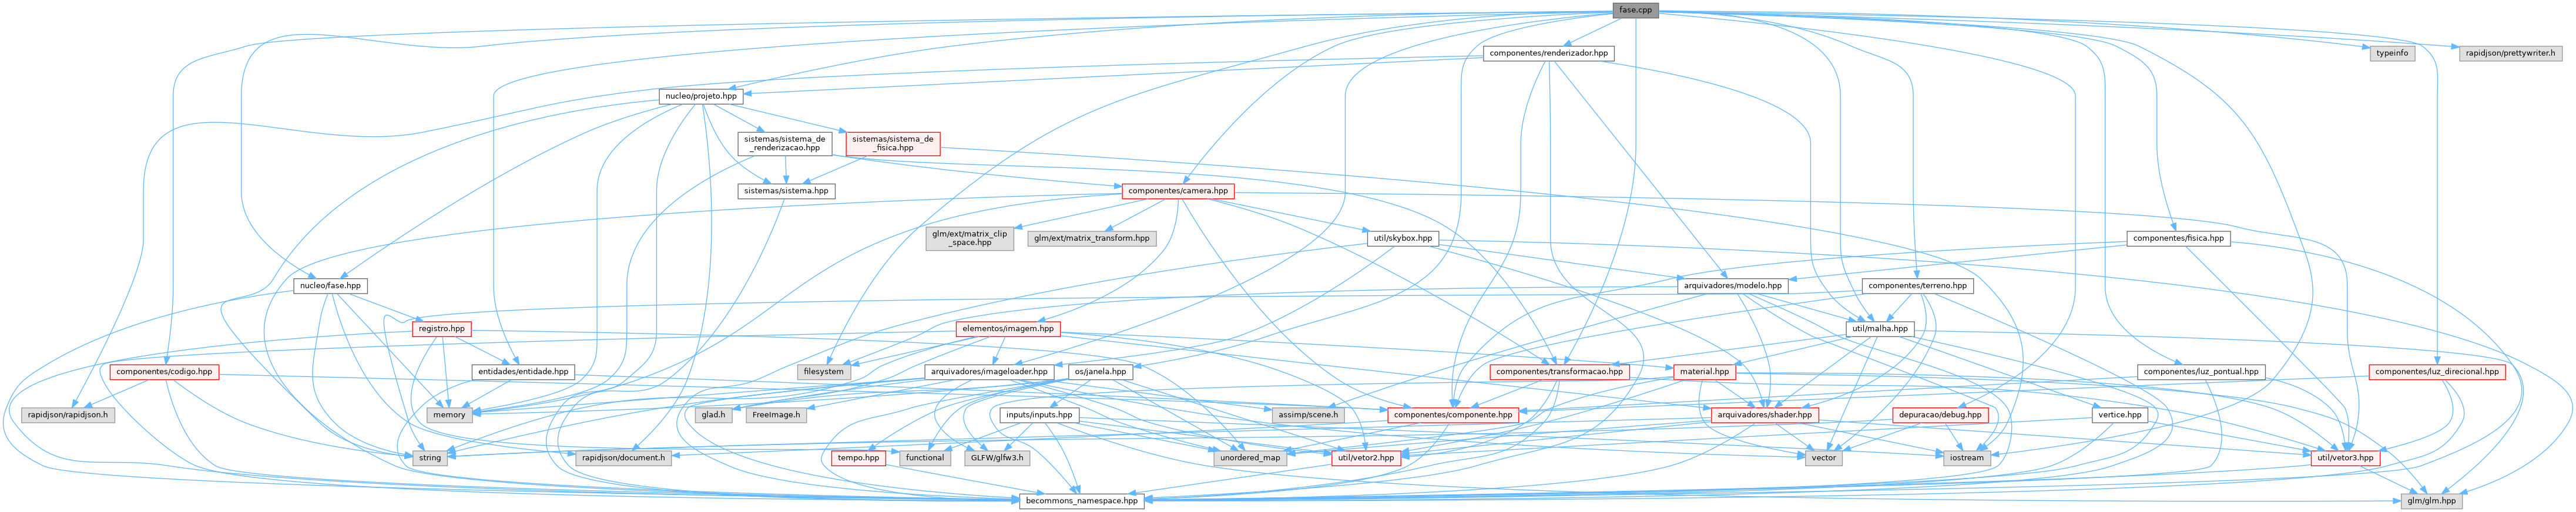 fase.cpp
componentes/renderizador.hpp
typeinfo
rapidjson/prettywriter.h
nucleo/projeto.hpp
sistemas/sistema_de
_renderizacao.hpp
sistemas/sistema_de
_fisica.hpp
sistemas/sistema.hpp
componentes/camera.hpp
glm/ext/matrix_clip
_space.hpp
glm/ext/matrix_transform.hpp
util/skybox.hpp
componentes/fisica.hpp
nucleo/fase.hpp
arquivadores/modelo.hpp
componentes/terreno.hpp
registro.hpp
elementos/imagem.hpp
util/malha.hpp
componentes/codigo.hpp
entidades/entidade.hpp
filesystem
arquivadores/imageloader.hpp
os/janela.hpp
componentes/transformacao.hpp
material.hpp
componentes/luz_pontual.hpp
componentes/luz_direcional.hpp
rapidjson/rapidjson.h
memory
glad.h
FreeImage.h
inputs/inputs.hpp
assimp/scene.h
componentes/componente.hpp
arquivadores/shader.hpp
depuracao/debug.hpp
vertice.hpp
string
rapidjson/document.h
tempo.hpp
functional
GLFW/glfw3.h
unordered_map
util/vetor2.hpp
vector
iostream
util/vetor3.hpp
becommons_namespace.hpp
glm/glm.hpp